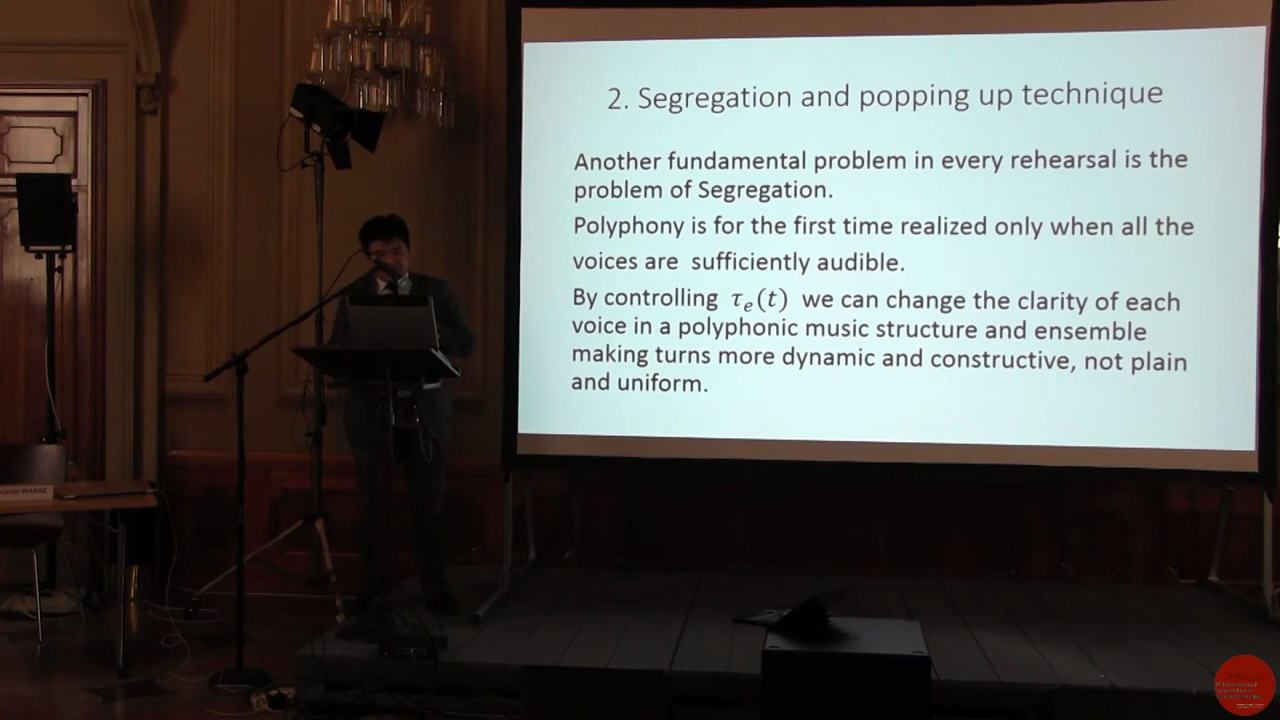 2. Segregation and popping up technique
Another fundamental problem in every rehearsal is the
problem of Segregation.
Polyphony is for the first time realized only when all the
voices are sufficiently audible.
By controlling τₑ(t) we can change the clarity of each
voice in a polyphonic music structure and ensemble
making turns more dynamic and constructive, not plain
and uniform.
WANKE